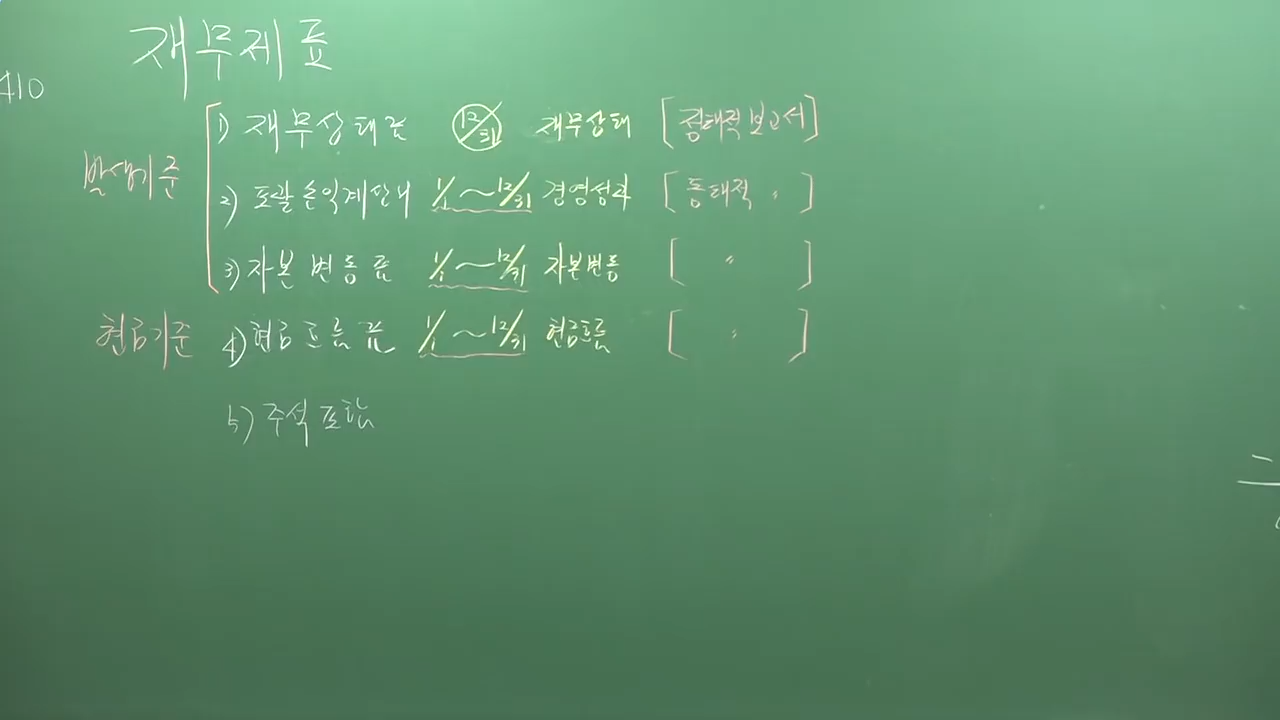 재무제표
410
발생기준
1) 재무상태표 12/31 재무상태 [정태적보고서]
2) 포괄손익계산서 1/1 ~ 12/31 경영성과 [동태적 〃 ]
3) 자본변동표 1/1 ~ 12/31 자본변동 [ 〃 ]
현금기준 4) 현금흐름표 1/1 ~ 12/31 현금흐름 [ 〃 ]
5) 주석 포함